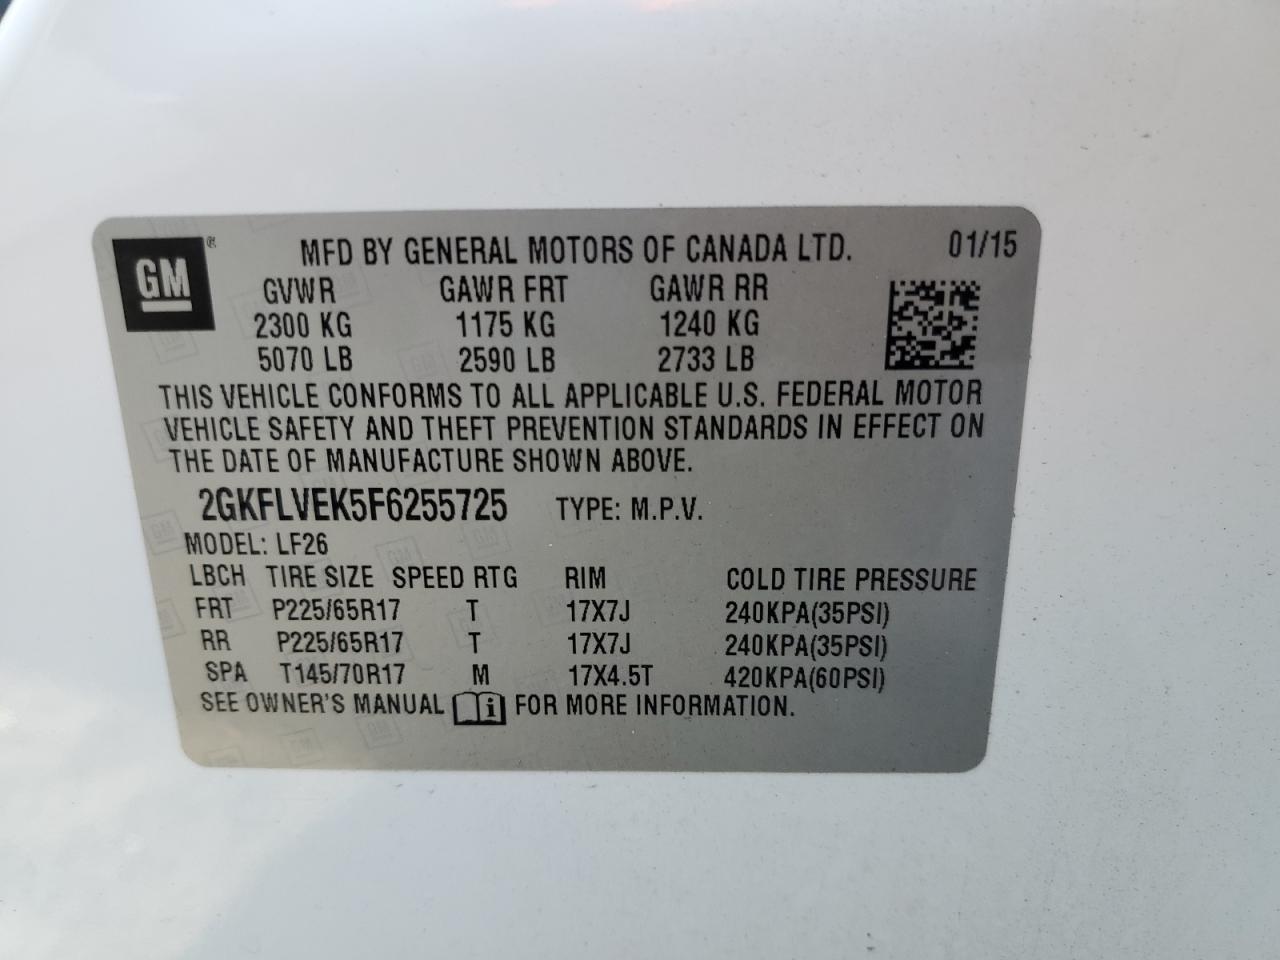 GM ® MFD BY GENERAL MOTORS OF CANADA LTD. 01/15
GVWR GAWR FRT GAWR RR
2300 KG 1175 KG 1240 KG
5070 LB 2590 LB 2733 LB
THIS VEHICLE CONFORMS TO ALL APPLICABLE U.S. FEDERAL MOTOR
VEHICLE SAFETY AND THEFT PREVENTION STANDARDS IN EFFECT ON
THE DATE OF MANUFACTURE SHOWN ABOVE.
2GKFLVEK5F6255725 TYPE: M.P.V.
MODEL: LF26
LBCH TIRE SIZE SPEED RTG RIM COLD TIRE PRESSURE
FRT P225/65R17 T 17X7J 240KPA(35PSI)
RR P225/65R17 T 17X7J 240KPA(35PSI)
SPA T145/70R17 M 17X4.5T 420KPA(60PSI)
SEE OWNER'S MANUAL i FOR MORE INFORMATION.